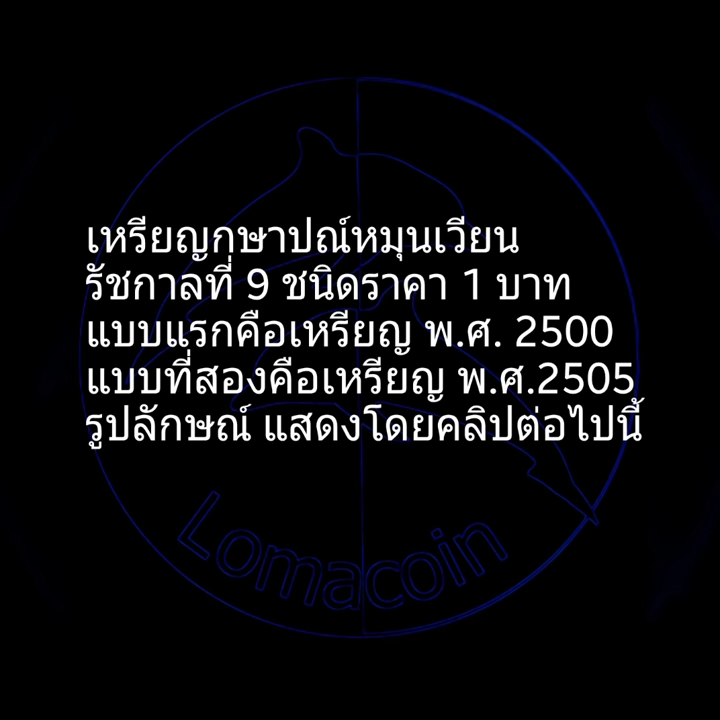 เหรียญกษาปณ์หมุนเวียน
รัชกาลที่ 9 ชนิดราคา 1 บาท
แบบแรกคือเหรียญ พ.ศ. 2500
แบบที่สองคือเหรียญ พ.ศ.2505
รูปลักษณ์ แสดงโดยคลิปต่อไปนี้
Lomacoin